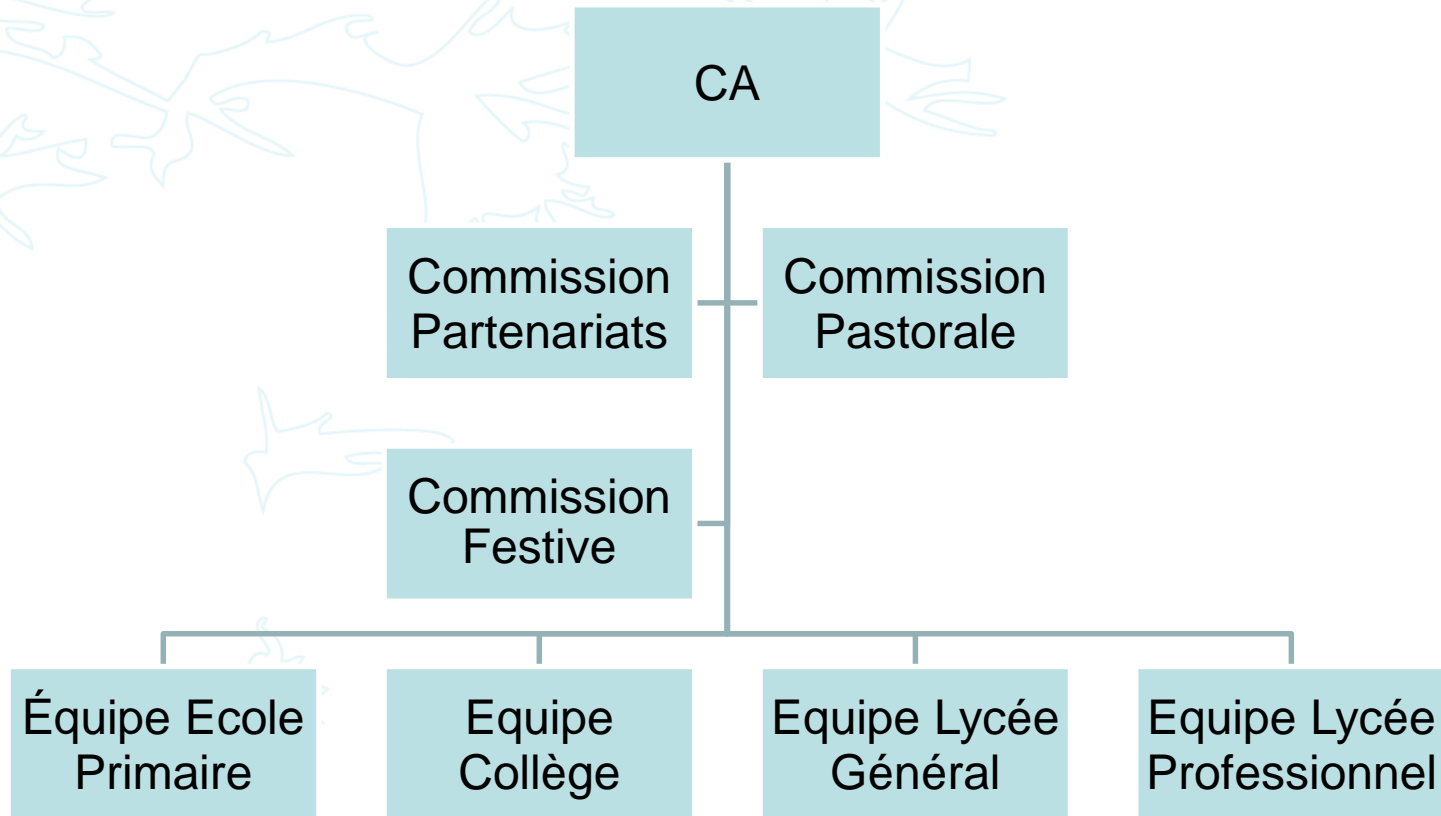 CA
Commission
Partenariats
Commission
Pastorale
Commission
Festive
Équipe Ecole
Primaire
Equipe
Collège
Equipe Lycée
Général
Equipe Lycée
Professionnel